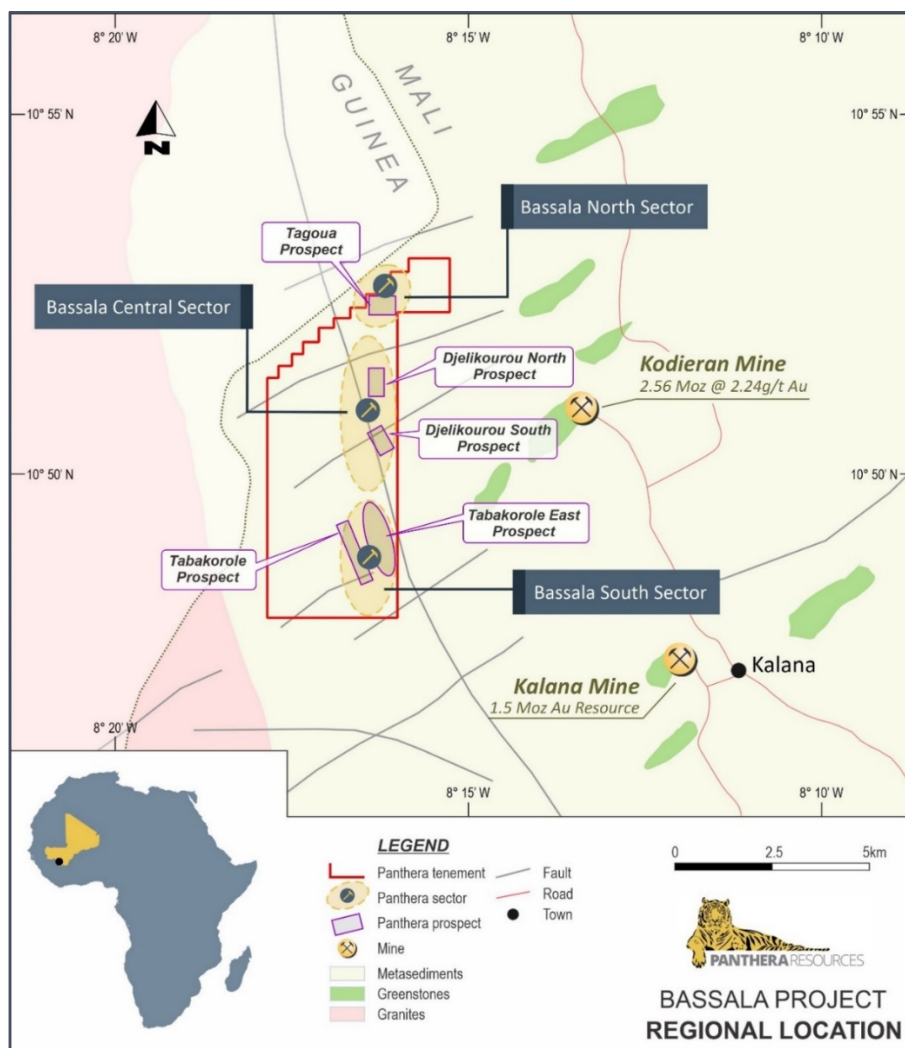 8° 20' W
8° 15' W
8° 10' W
10° 55' N
10° 55' N
MALI
GUINEA
N
Bassala North Sector
Tagoua
Prospect
Bassala Central Sector
Djelikourou North
Prospect
Kodieran Mine
2.56 Moz @ 2.24g/t Au
Djelikourou South
Prospect
10° 50' N
10° 50' N
Tabakorole East
Prospect
Tabakorole
Prospect
Bassala South Sector
Kalana
Kalana Mine
1.5 Moz Au Resource
8° 20' W
8° 15' W
8° 10' W
LEGEND
Panthera tenement
Panthera sector
Panthera prospect
Mine
Metasediments
Greenstones
Granites
Fault
Road
Town
0 2.5 5km
PANTHERA RESOURCES
BASSALA PROJECT
REGIONAL LOCATION